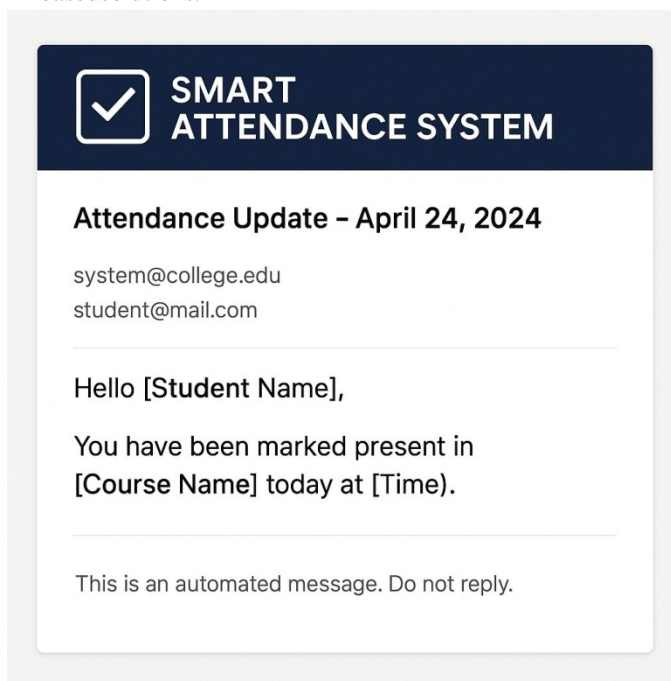 SMART
ATTENDANCE SYSTEM
Attendance Update – April 24, 2024
system@college.edu
student@mail.com
Hello [Student Name],
You have been marked present in
[Course Name] today at [Time).
This is an automated message. Do not reply.